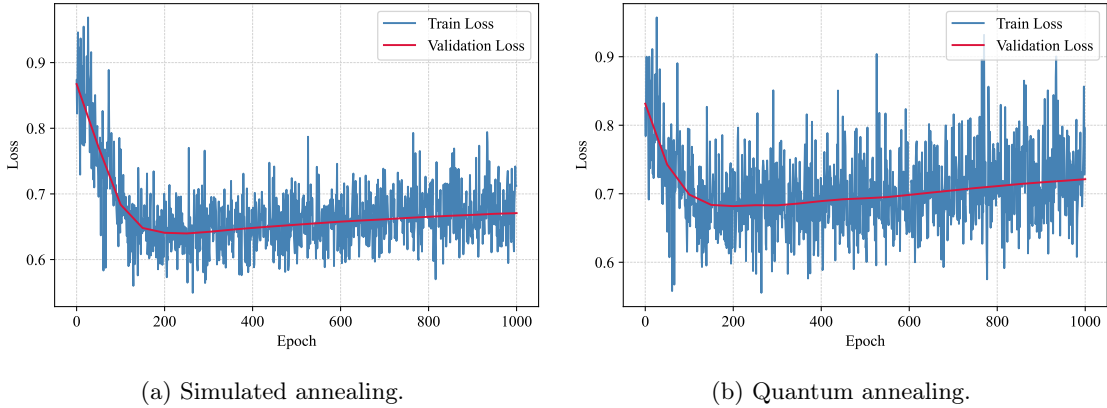 Train Loss
Validation Loss
0.9
0.8
0.7
0.6
Loss
0
200
400
600
800
1000
Epoch
(a) Simulated annealing.
Train Loss
Validation Loss
0.9
0.8
0.7
0.6
Loss
0
200
400
600
800
1000
Epoch
(b) Quantum annealing.